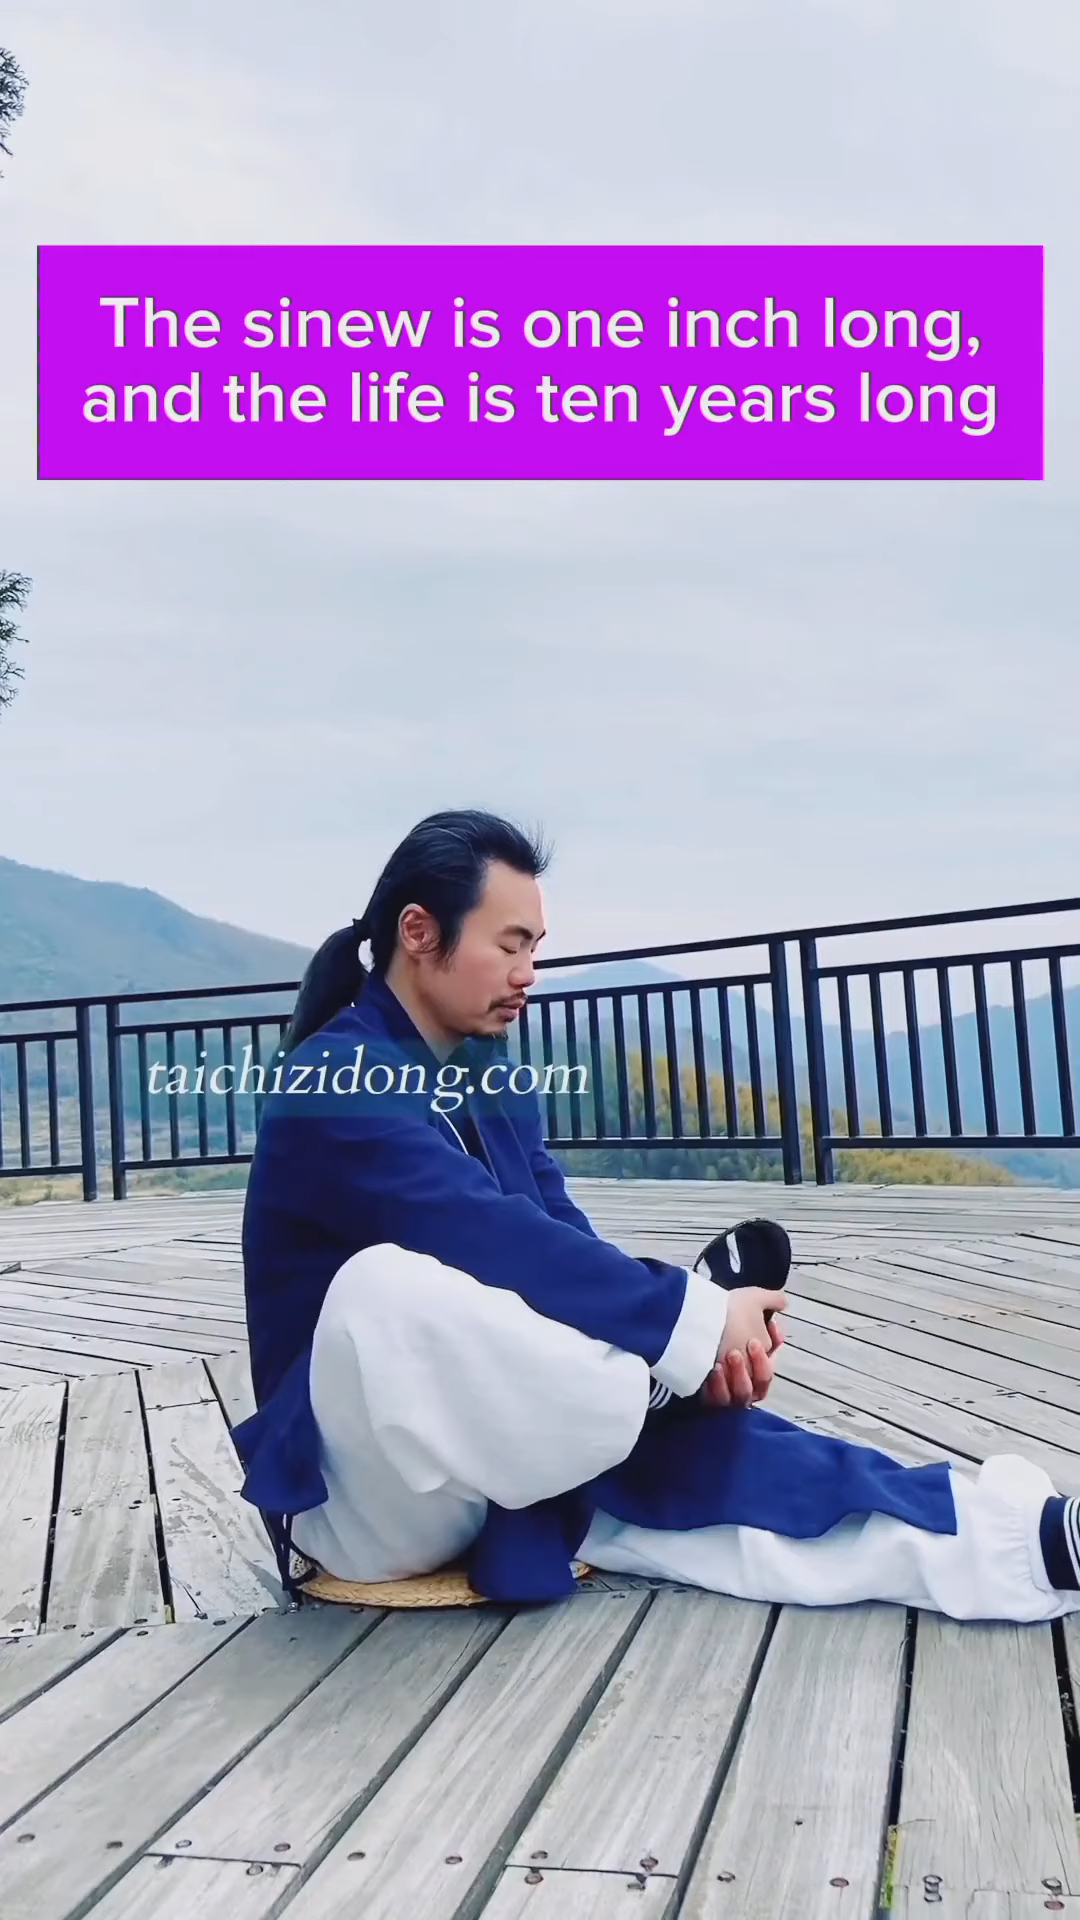 The sinew is one inch long,
and the life is ten years long
taichizidong.com